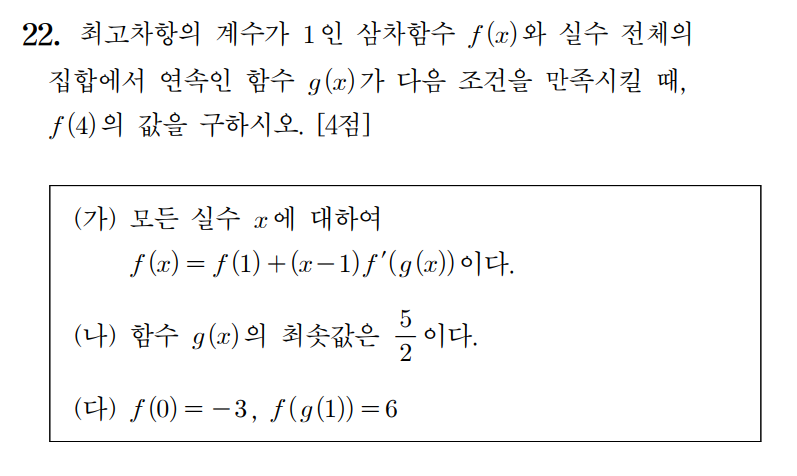 22. 최고차항의 계수가 1인 삼차함수 f(x)와 실수 전체의
집합에서 연속인 함수 g(x)가 다음 조건을 만족시킬 때,
f(4)의 값을 구하시오. [4점]
(가) 모든 실수 x에 대하여
f(x)=f(1)+(x-1)f′(g(x))이다.
(나) 함수 g(x)의 최솟값은 5/2이다.
(다) f(0)=-3, f(g(1))=6